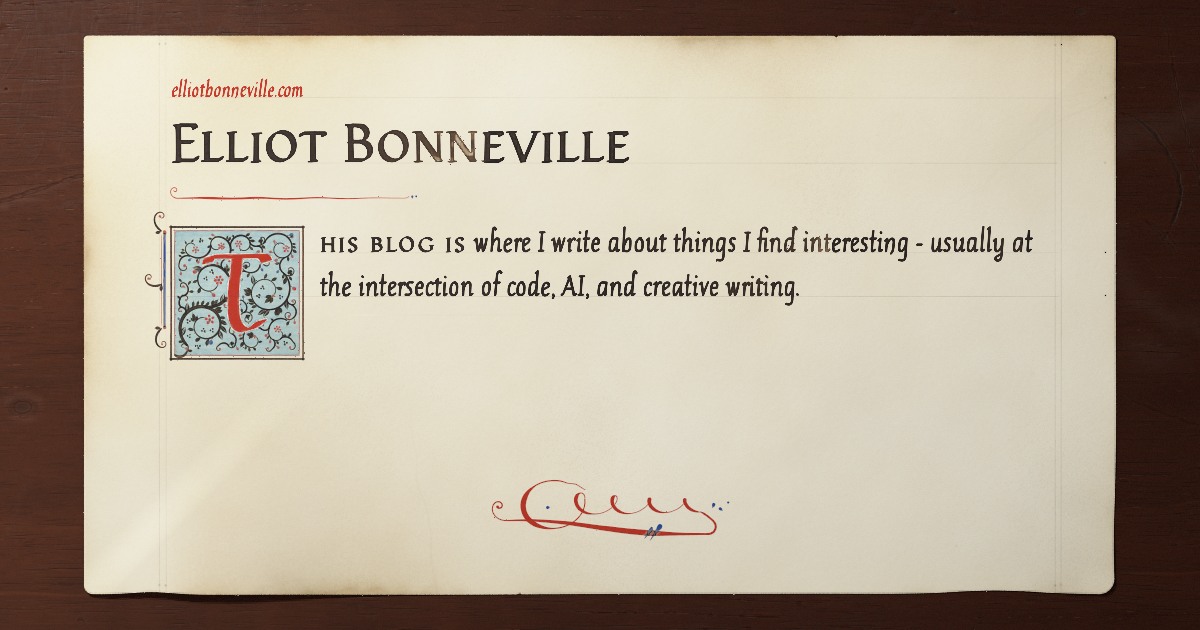 elliotbonneville.com
Elliot Bonneville
This blog is where I write about things I find interesting - usually at
the intersection of code, AI, and creative writing.